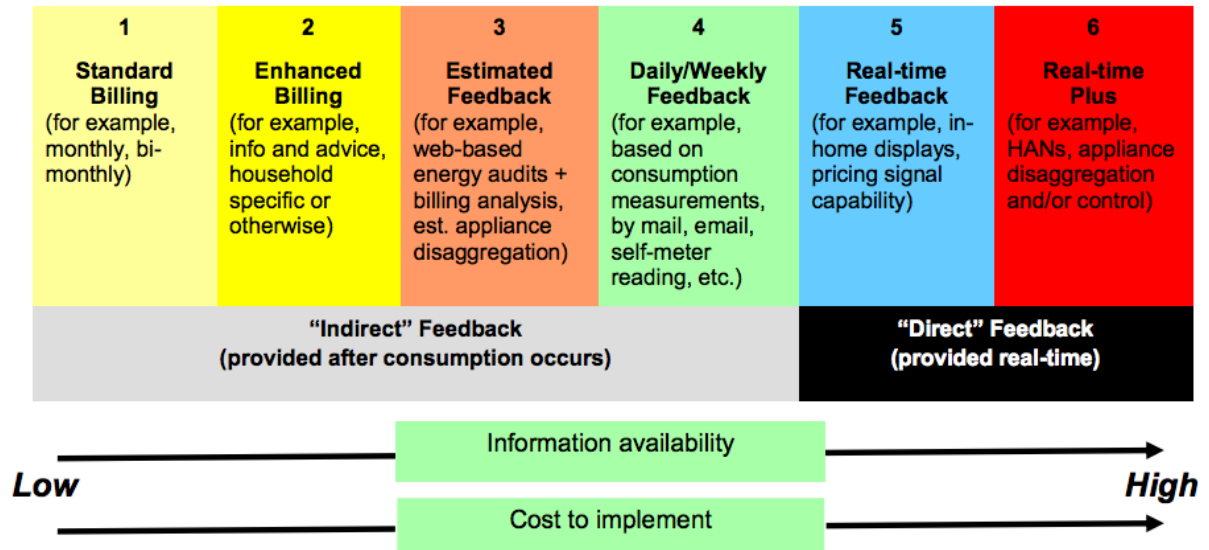 1
Standard
Billing
(for example,
monthly, bi-
monthly)
2
Enhanced
Billing
(for example,
info and advice,
household
specific or
otherwise)
3
Estimated
Feedback
(for example,
web-based
energy audits +
billing analysis,
est. appliance
disaggregation)
4
Daily/Weekly
Feedback
(for example,
based on
consumption
measurements,
by mail, email,
self-meter
reading, etc.)
5
Real-time
Feedback
(for example, in-
home displays,
pricing signal
capability)
6
Real-time
Plus
(for example,
HANs, appliance
disaggregation
and/or control)
“Indirect” Feedback
(provided after consumption occurs)
“Direct” Feedback
(provided real-time)
Information availability
Low
High
Cost to implement